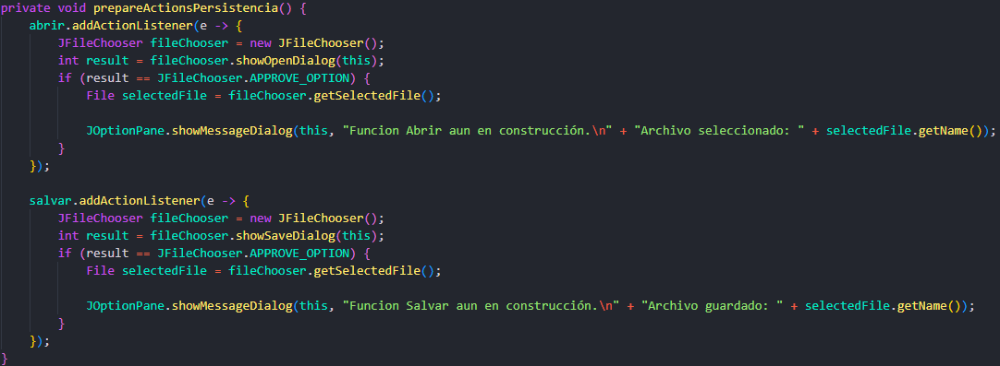 private void prepareActionsPersistencia() {
    abrir.addActionListener(e -> {
        JFileChooser fileChooser = new JFileChooser();
        int result = fileChooser.showOpenDialog(this);
        if (result == JFileChooser.APPROVE_OPTION) {
            File selectedFile = fileChooser.getSelectedFile();

            JOptionPane.showMessageDialog(this, "Funcion Abrir aun en construcción.\n" + "Archivo seleccionado: " + selectedFile.getName());
        }
    });

    salvar.addActionListener(e -> {
        JFileChooser fileChooser = new JFileChooser();
        int result = fileChooser.showSaveDialog(this);
        if (result == JFileChooser.APPROVE_OPTION) {
            File selectedFile = fileChooser.getSelectedFile();

            JOptionPane.showMessageDialog(this, "Funcion Salvar aun en construcción.\n" + "Archivo guardado: " + selectedFile.getName());
        }
    });
}